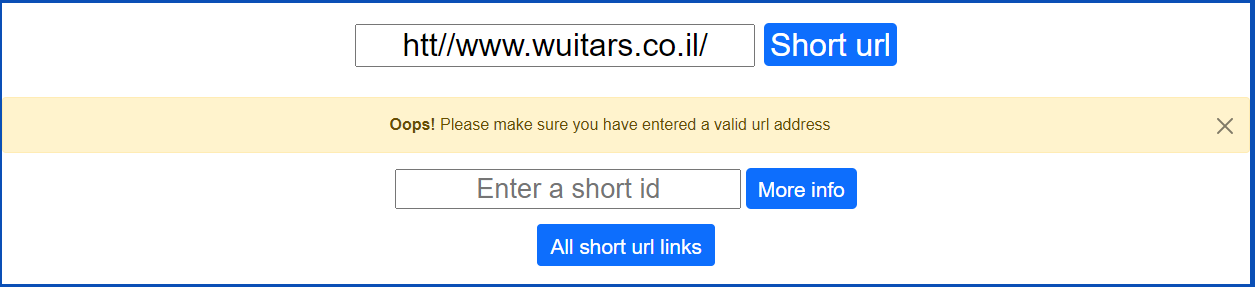 htt//www.wuitars.co.il/ Short url
Oops! Please make sure you have entered a valid url address
Enter a short id More info
All short url links